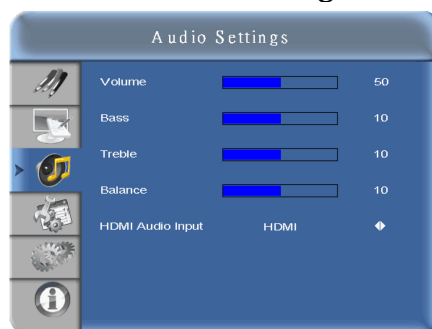 Audio Settings
Volume 50
Bass 10
Treble 10
Balance 10
HDMI Audio Input HDMI